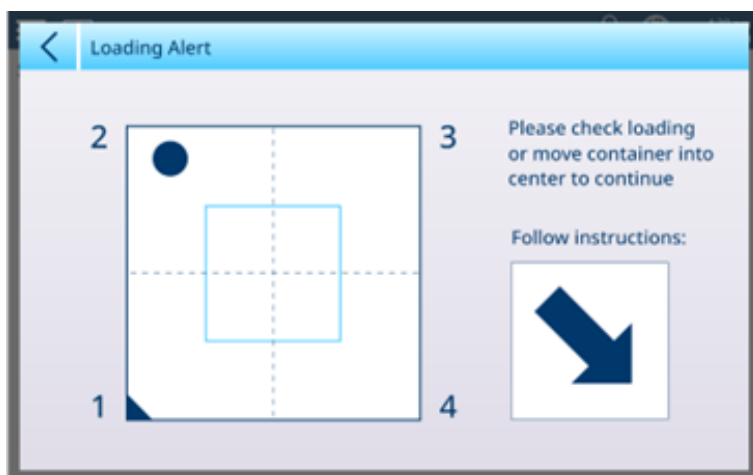 Loading Alert
2
3
Please check loading
or move container into
center to continue
Follow instructions:
1
4